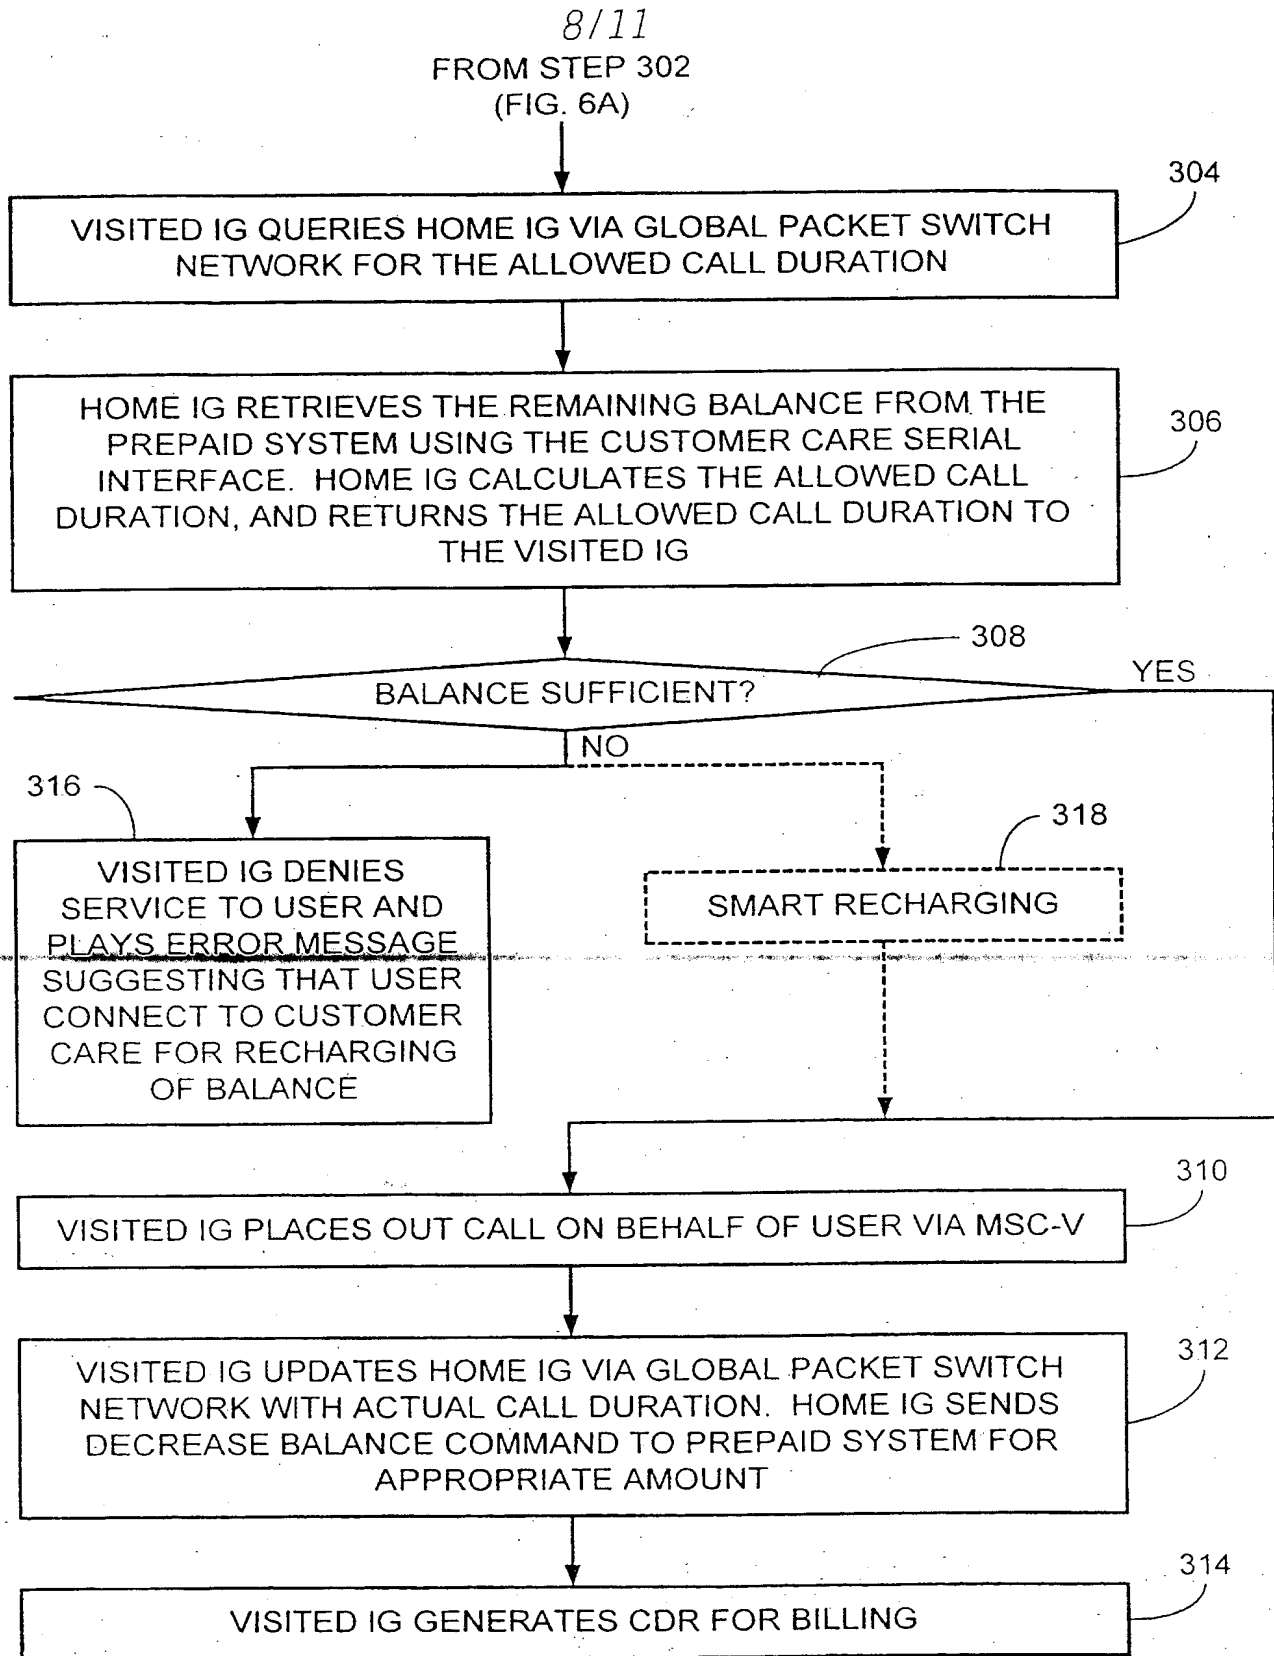 8/11
FROM STEP 302
(FIG. 6A)
304
VISITED IG QUERIES HOME IG VIA GLOBAL PACKET SWITCH
NETWORK FOR THE ALLOWED CALL DURATION
306
HOME IG RETRIEVES THE REMAINING BALANCE FROM THE
PREPAID SYSTEM USING THE CUSTOMER CARE SERIAL
INTERFACE. HOME IG CALCULATES THE ALLOWED CALL
DURATION, AND RETURNS THE ALLOWED CALL DURATION TO
THE VISITED IG
308
BALANCE SUFFICIENT?
YES
NO
316
VISITED IG DENIES
SERVICE TO USER AND
PLAYS ERROR MESSAGE
SUGGESTING THAT USER
CONNECT TO CUSTOMER
CARE FOR RECHARGING
OF BALANCE
318
SMART RECHARGING
310
VISITED IG PLACES OUT CALL ON BEHALF OF USER VIA MSC-V
312
VISITED IG UPDATES HOME IG VIA GLOBAL PACKET SWITCH
NETWORK WITH ACTUAL CALL DURATION. HOME IG SENDS
DECREASE BALANCE COMMAND TO PREPAID SYSTEM FOR
APPROPRIATE AMOUNT
314
VISITED IG GENERATES CDR FOR BILLING